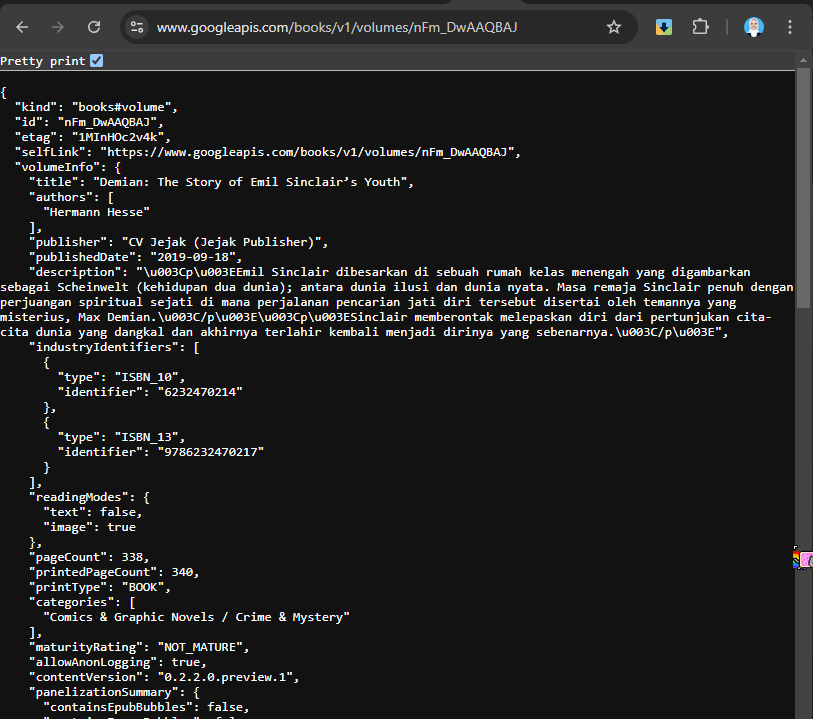 www.googleapis.com/books/v1/volumes/nFm_DwAAQBAJ
Pretty print
{
  "kind": "books#volume",
  "id": "nFm_DwAAQBAJ",
  "etag": "1MInHOc2v4k",
  "selfLink": "https://www.googleapis.com/books/v1/volumes/nFm_DwAAQBAJ",
  "volumeInfo": {
    "title": "Demian: The Story of Emil Sinclair’s Youth",
    "authors": [
      "Hermann Hesse"
    ],
    "publisher": "CV Jejak (Jejak Publisher)",
    "publishedDate": "2019-09-18",
    "description": "\u003Cp\u003EEmil Sinclair dibesarkan di sebuah rumah kelas menengah yang digambarkan
sebagai Scheinwelt (kehidupan dua dunia); antara dunia ilusi dan dunia nyata. Masa remaja Sinclair penuh dengan
perjuangan spiritual sejati di mana perjalanan pencarian jati diri tersebut disertai oleh temannya yang
misterius, Max Demian.\u003C/p\u003E\u003Cp\u003ESinclair memberontak melepaskan diri dari pertunjukan cita-
cita dunia yang dangkal dan akhirnya terlahir kembali menjadi dirinya yang sebenarnya.\u003C/p\u003E",
    "industryIdentifiers": [
      {
        "type": "ISBN_10",
        "identifier": "6232470214"
      },
      {
        "type": "ISBN_13",
        "identifier": "9786232470217"
      }
    ],
    "readingModes": {
      "text": false,
      "image": true
    },
    "pageCount": 338,
    "printedPageCount": 340,
    "printType": "BOOK",
    "categories": [
      "Comics & Graphic Novels / Crime & Mystery"
    ],
    "maturityRating": "NOT_MATURE",
    "allowAnonLogging": true,
    "contentVersion": "0.2.2.0.preview.1",
    "panelizationSummary": {
      "containsEpubBubbles": false,